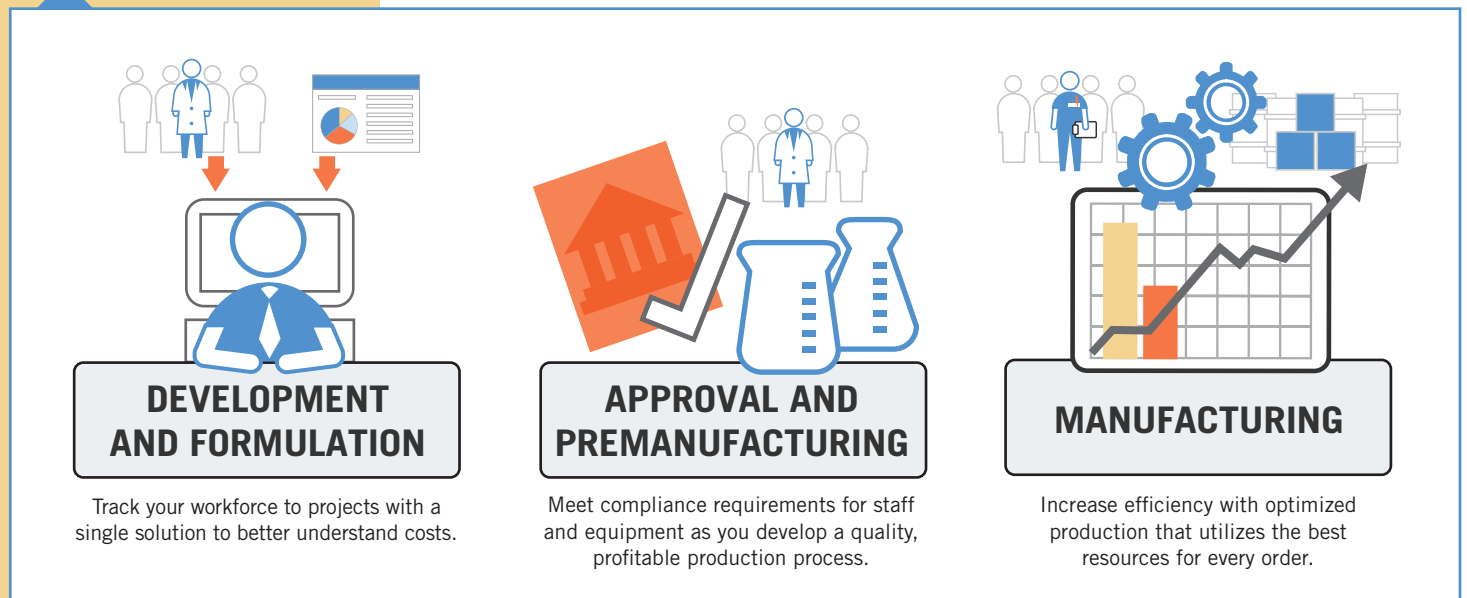 DEVELOPMENT
AND FORMULATION
Track your workforce to projects with a
single solution to better understand costs.
APPROVAL AND
PREMANUFACTURING
Meet compliance requirements for staff
and equipment as you develop a quality,
profitable production process.
MANUFACTURING
Increase efficiency with optimized
production that utilizes the best
resources for every order.